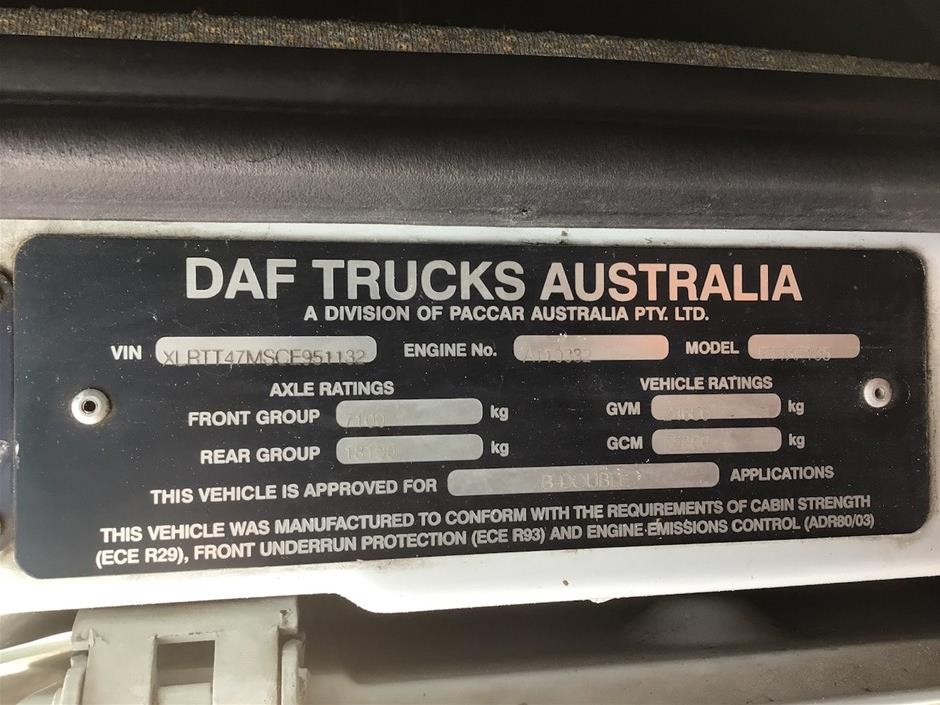 DAF TRUCKS AUSTRALIA
A DIVISION OF PACCAR AUSTRALIA PTY. LTD.
VIN XLRTT47MSCE951132 ENGINE No. MODEL
AXLE RATINGS VEHICLE RATINGS
FRONT GROUP 7100 kg GVM kg
REAR GROUP 18100 kg GCM kg
THIS VEHICLE IS APPROVED FOR B-DOUBLE APPLICATIONS
THIS VEHICLE WAS MANUFACTURED TO CONFORM WITH THE REQUIREMENTS OF CABIN STRENGTH
(ECE R29), FRONT UNDERRUN PROTECTION (ECE R93) AND ENGINE EMISSIONS CONTROL (ADR80/03)